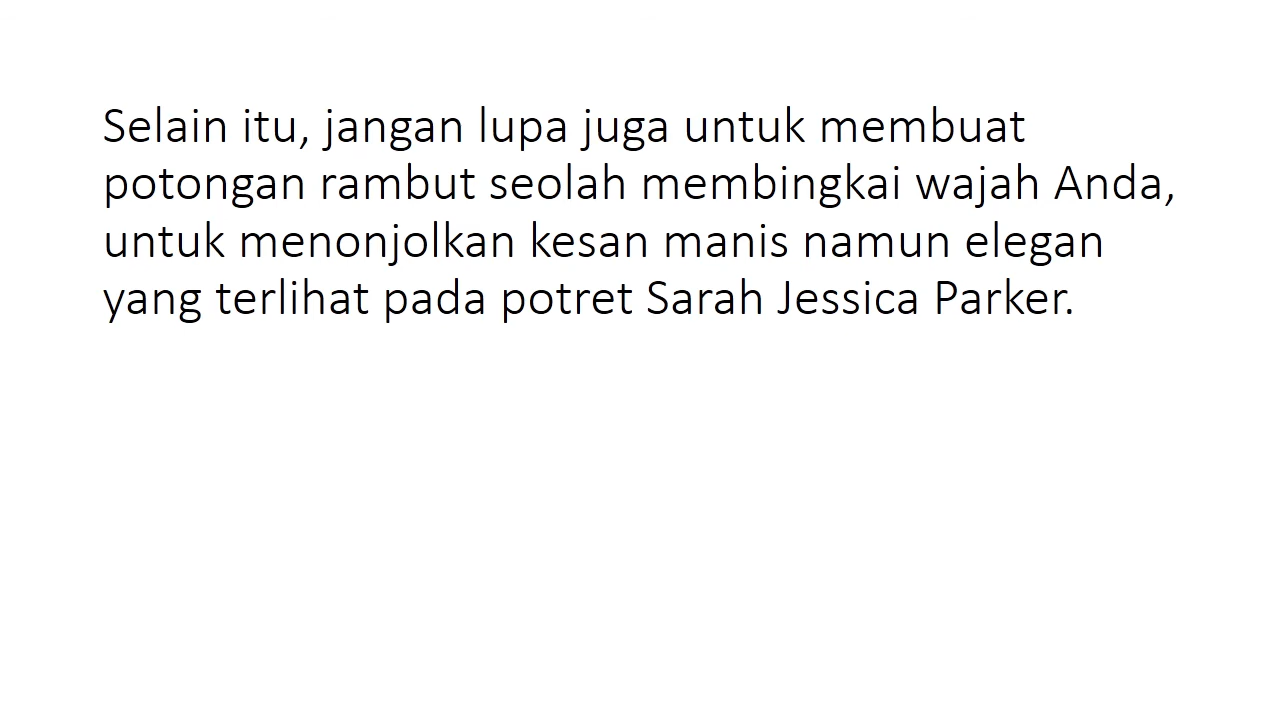 Selain itu, jangan lupa juga untuk membuat
potongan rambut seolah membingkai wajah Anda,
untuk menonjolkan kesan manis namun elegan
yang terlihat pada potret Sarah Jessica Parker.